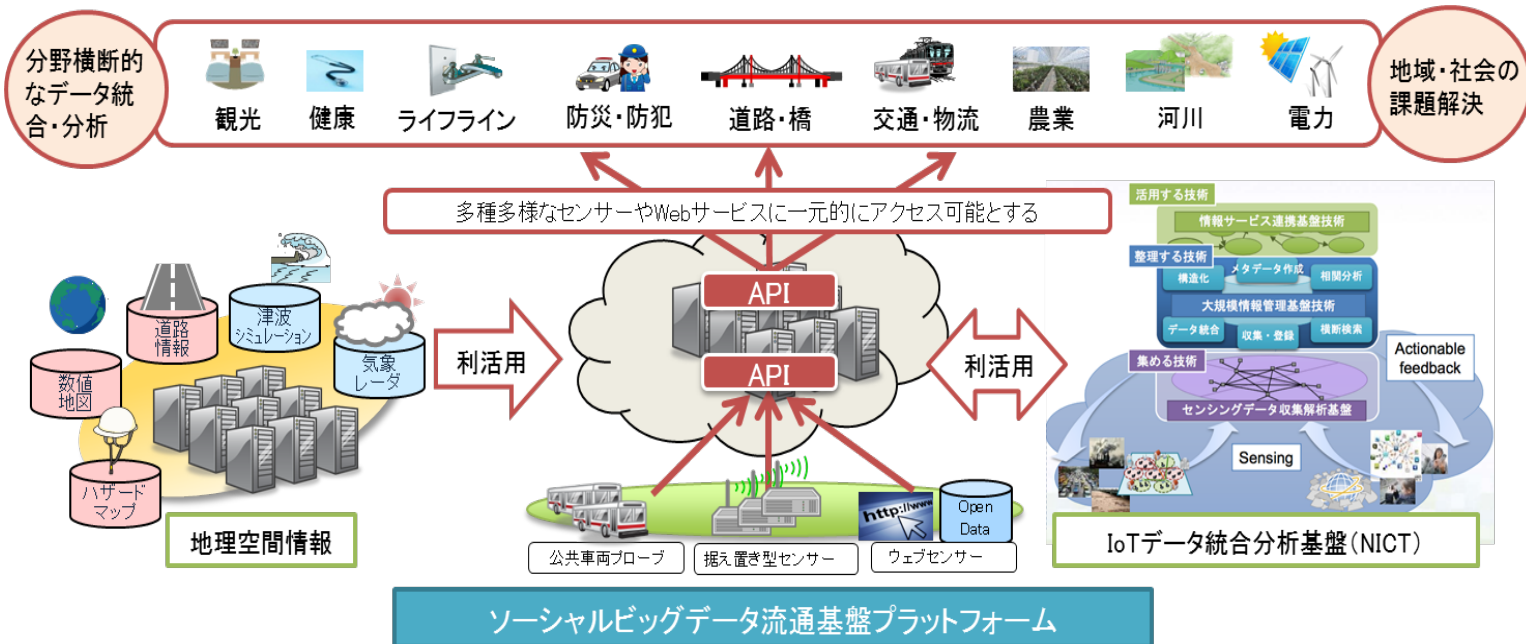 分野横断的
なデータ統
合・分析
観光
健康
ライフライン
防災・防犯
道路・橋
交通・物流
農業
河川
電力
地域・社会の
課題解決
多種多様なセンサーやWebサービスに一元的にアクセス可能とする
道路
情報
津波
シミュレーション
気象
レーダ
数値
地図
ハザード
マップ
地理空間情報
利活用
API
API
利活用
公共車両プローブ
据え置き型センサー
ウェブセンサー
http://www
Open
Data
活用する技術
情報サービス連携基盤技術
整理する技術
構造化
メタデータ作成
相関分析
大規模情報管理基盤技術
データ統合
収集・登録
横断検索
集める技術
センシングデータ収集解析基盤
Actionable
feedback
Sensing
IoTデータ統合分析基盤(NICT)
ソーシャルビッグデータ流通基盤プラットフォーム